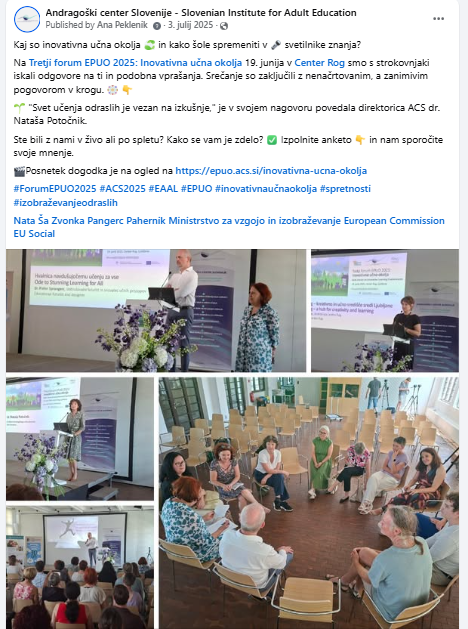 Andragoški center Slovenije - Slovenian Institute for Adult Education
Published by Ana Peklenik · 3. julij 2025 ·
Kaj so inovativna učna okolja ♻️ in kako šole spremeniti v 🔦 svetilnike znanja?
Na Tretji forum EPUO 2025: Inovativna učna okolja 19. junija v Center Rog smo s strokovnjaki
iskali odgovore na ti in podobna vprašanja. Srečanje so zaključili z nenačrtovanim, a zanimivim
pogovorom v krogu. 🛞 👇
🌱 "Svet učenja odraslih je vezan na izkušnje," je v svojem nagovoru povedala direktorica ACS dr.
Nataša Potočnik.
Ste bili z nami v živo ali po spletu? Kako se vam je zdelo? ✅ Izpolnite anketo 👇 in nam sporočite
svoje mnenje.
🎬Posnetek dogodka je na ogled na https://epuo.acs.si/inovativna-ucna-okolja
#ForumEPUO2025 #ACS2025 #EAAL #EPUO #inovativnaučnaokolja #spretnosti
#izobraževanjeodraslih
Nata Ša Zvonka Pangerc Pahernik Ministrstvo za vzgojo in izobraževanje European Commission
EU Social
Ode to Stunning Learning for All